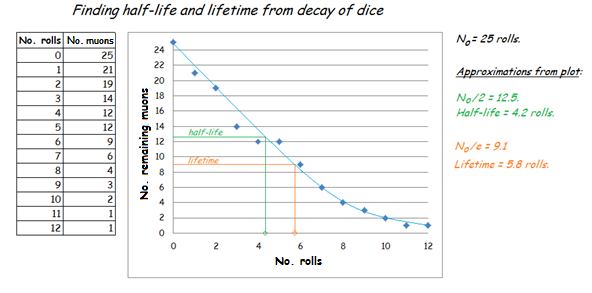 Finding half-life and lifetime from decay of dice
No. rolls No. muons
0 25
1 21
2 19
3 14
4 12
5 12
6 9
7 6
8 4
9 3
10 2
11 1
12 1
No. remaining muons
24
22
20
18
16
14
12
10
8
6
4
2
0
half-life
lifetime
0 2 4 6 8 10 12
No. rolls
N₀= 25 rolls.
Approximations from plot:
N₀/2 = 12.5.
Half-life = 4.2 rolls.
N₀/e = 9.1
Lifetime = 5.8 rolls.